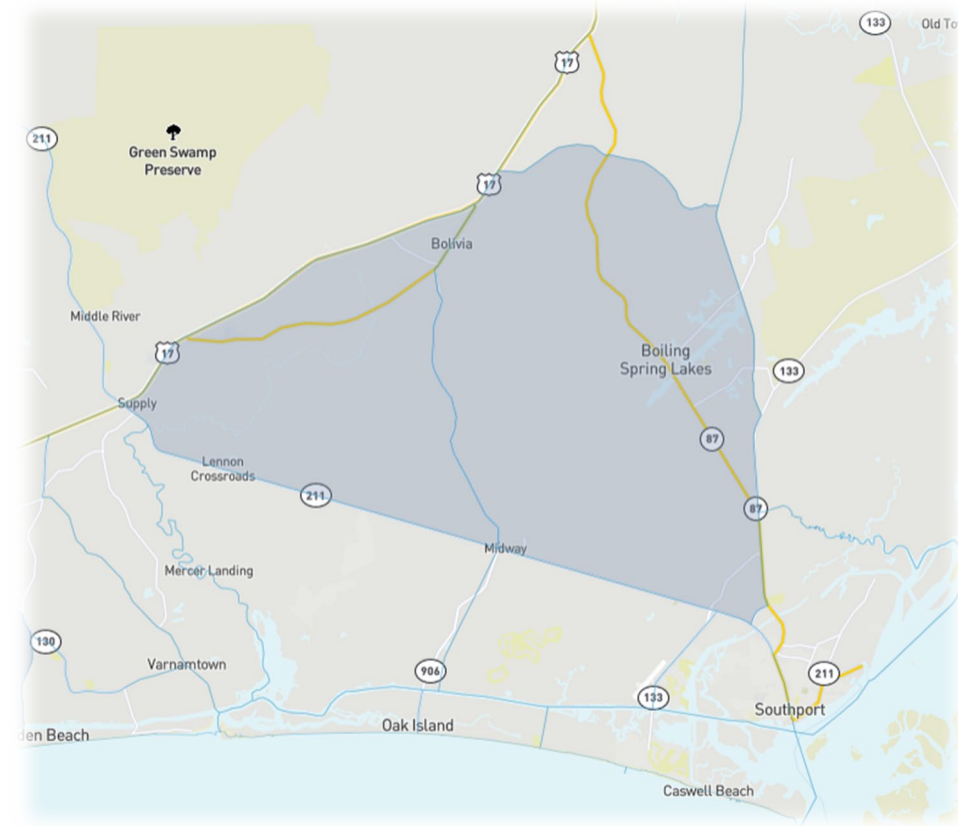 133
Old To
17
211
Green Swamp
Preserve
17
Bolivia
Middle River
17
Boiling
Spring Lakes
133
Supply
87
Lennon
Crossroads
211
87
Midway
Mercer Landing
130
Varnamtown
906
211
133
Southport
Oak Island
den Beach
Caswell Beach